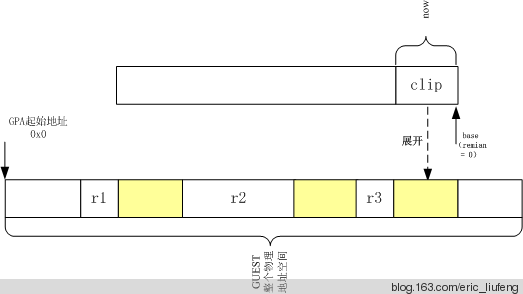 now
clip
GPA起始地址
0x0
展开
base
(remian
= 0)
r1
r2
r3
GUEST
整个物理
地址空间
blog.163.com/eric_liufeng